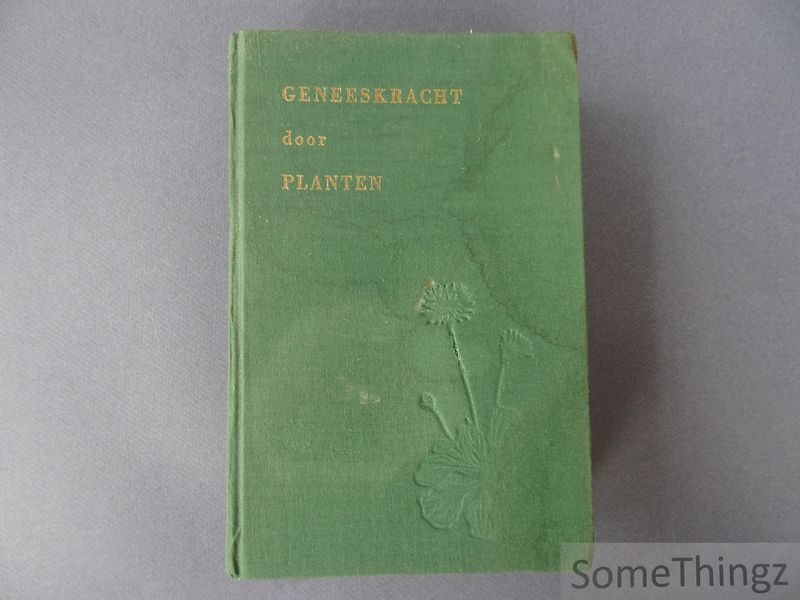 GENEESKRACHT
door
PLANTEN
SomeThingz